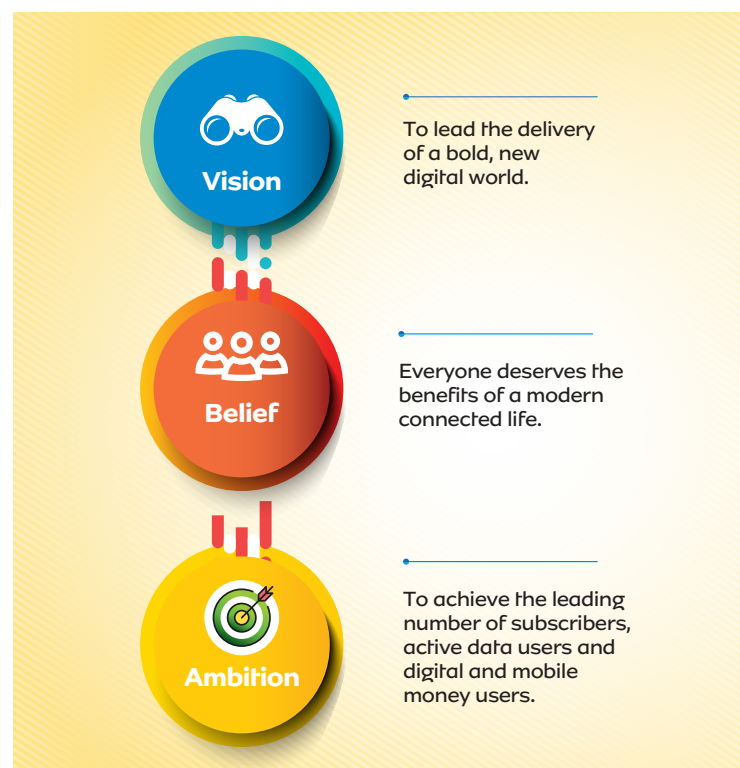 Vision
To lead the delivery
of a bold, new
digital world.
Belief
Everyone deserves the
benefits of a modern
connected life.
Ambition
To achieve the leading
number of subscribers,
active data users and
digital and mobile
money users.